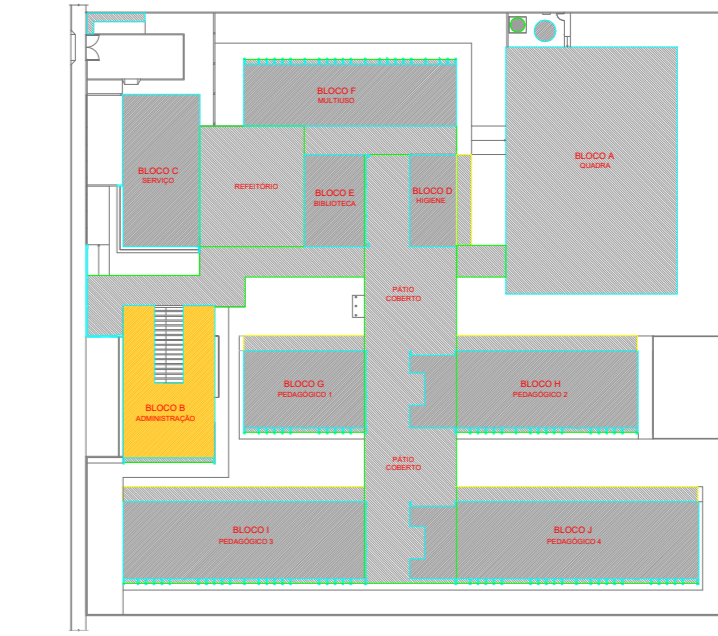 BLOCO F
MULTIUSO
BLOCO A
QUADRA
BLOCO C
SERVIÇO
REFEITÓRIO
BLOCO E
BIBLIOTECA
BLOCO D
HIGIENE
PÁTIO
COBERTO
BLOCO B
ADMINISTRAÇÃO
BLOCO G
PEDAGÓGICO 1
BLOCO H
PEDAGÓGICO 2
PÁTIO
COBERTO
BLOCO I
PEDAGÓGICO 3
BLOCO J
PEDAGÓGICO 4